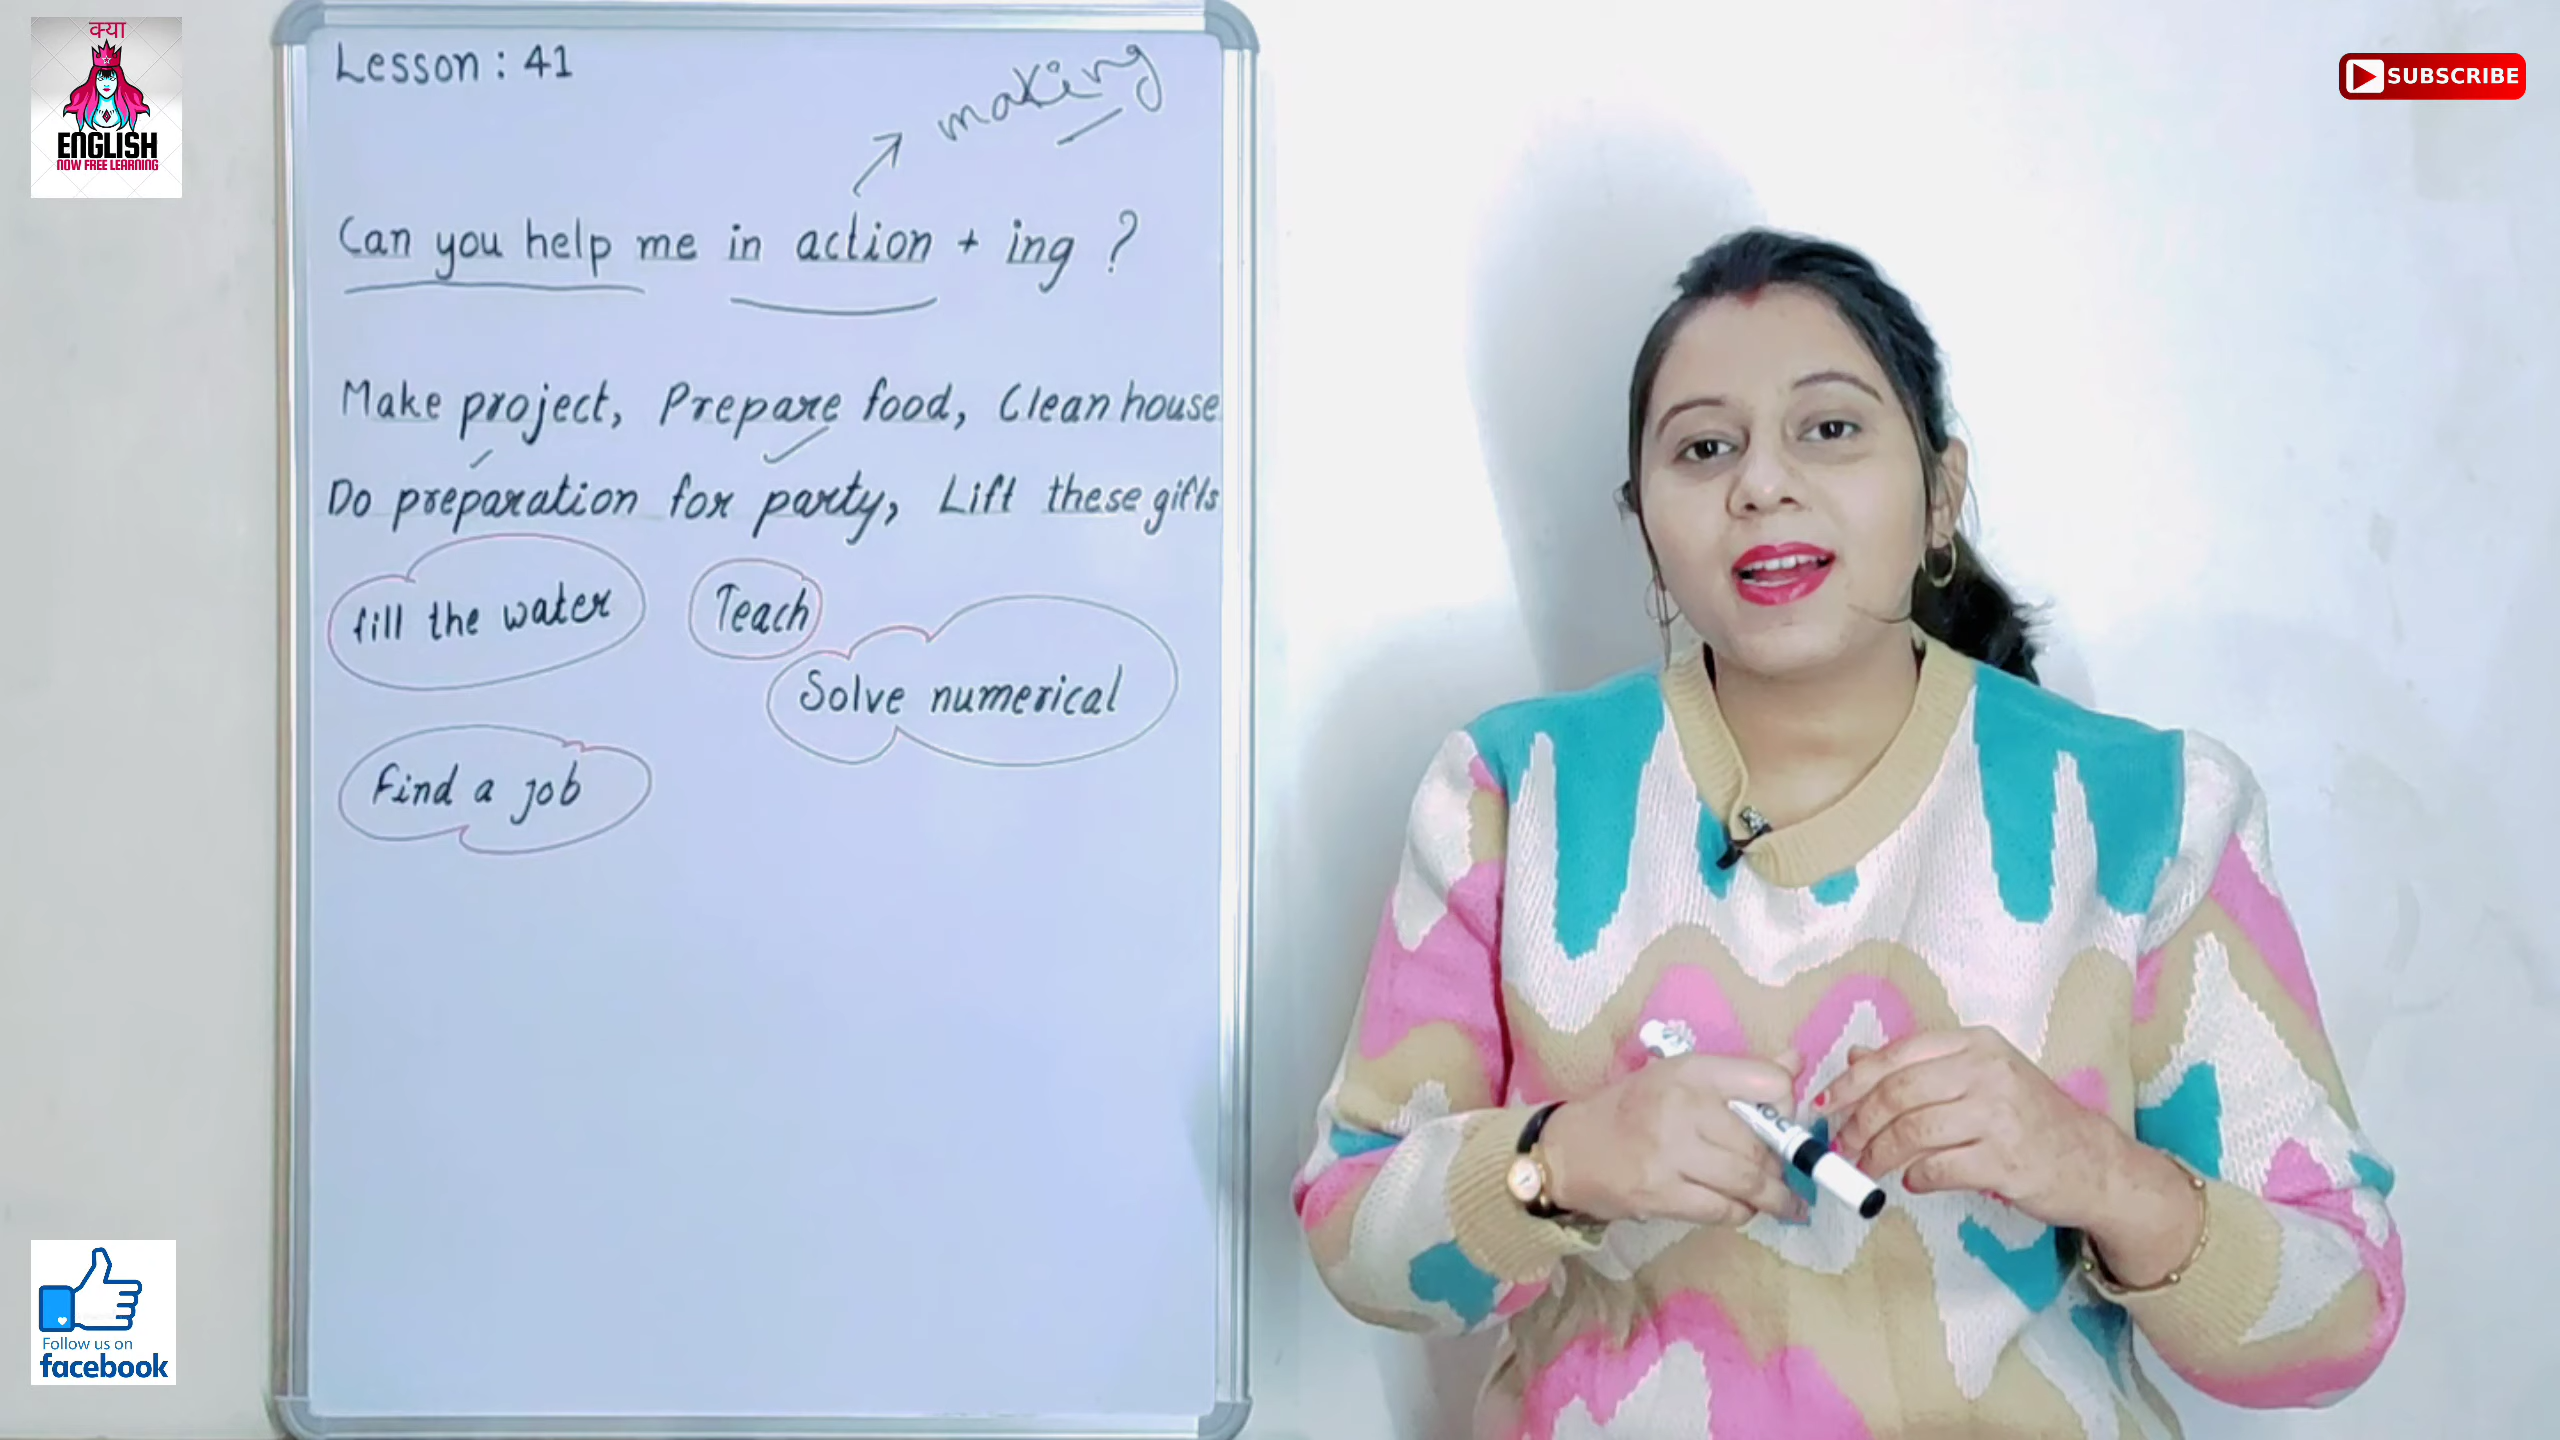 क्या
ENGLISH
NOW FREE LEARNING
SUBSCRIBE
Lesson : 41
making
Can you help me in action + ing ?
Make project, Prepare food, Clean house
Do preparation for party, Lift these gifts
fill the water
Teach
Solve numerical
Find a job
Follow us on
facebook